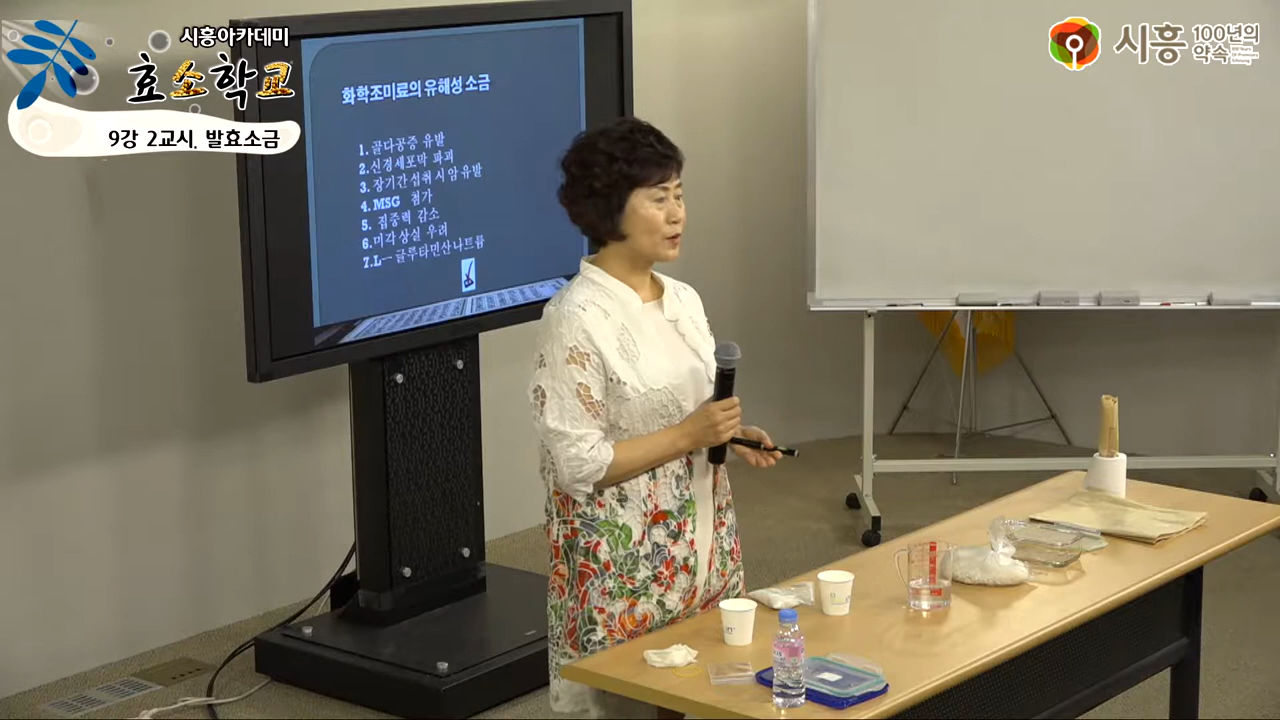 시흥아카데미
효소학교
9강 2교시. 발효소금
시흥 100년의
약속
화학조미료의 유해성 소금
1. 골다공증 유발
2. 신경세포막 파괴
3. 장기간 섭취 시 암 유발
4. MSG 첨가
5. 집중력 감소
6. 미각 상실 우려
7. L- 글루타민산 나트륨